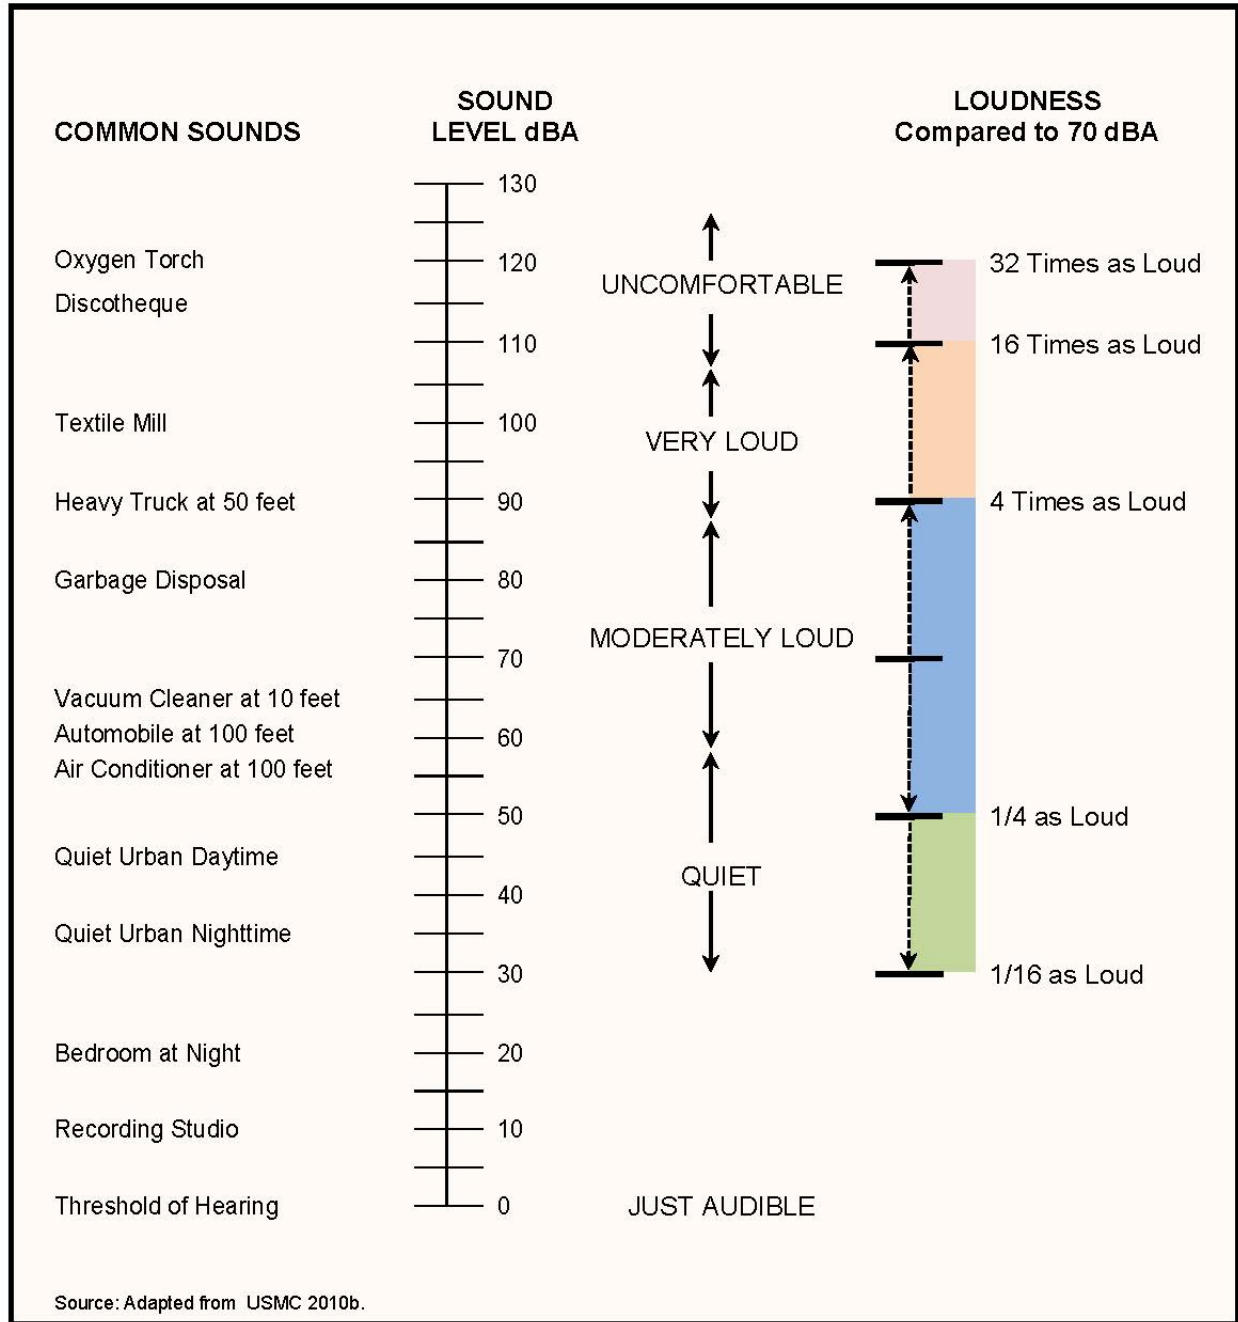 COMMON SOUNDS
SOUND
LEVEL dBA
LOUDNESS
Compared to 70 dBA
130
Oxygen Torch
120
UNCOMFORTABLE
32 Times as Loud
Discotheque
110
16 Times as Loud
Textile Mill
100
VERY LOUD
Heavy Truck at 50 feet
90
4 Times as Loud
Garbage Disposal
80
MODERATELY LOUD
70
Vacuum Cleaner at 10 feet
Automobile at 100 feet
60
Air Conditioner at 100 feet
50
1/4 as Loud
Quiet Urban Daytime
QUIET
40
Quiet Urban Nighttime
30
1/16 as Loud
Bedroom at Night
20
Recording Studio
10
Threshold of Hearing
0
JUST AUDIBLE
Source: Adapted from USMC 2010b.